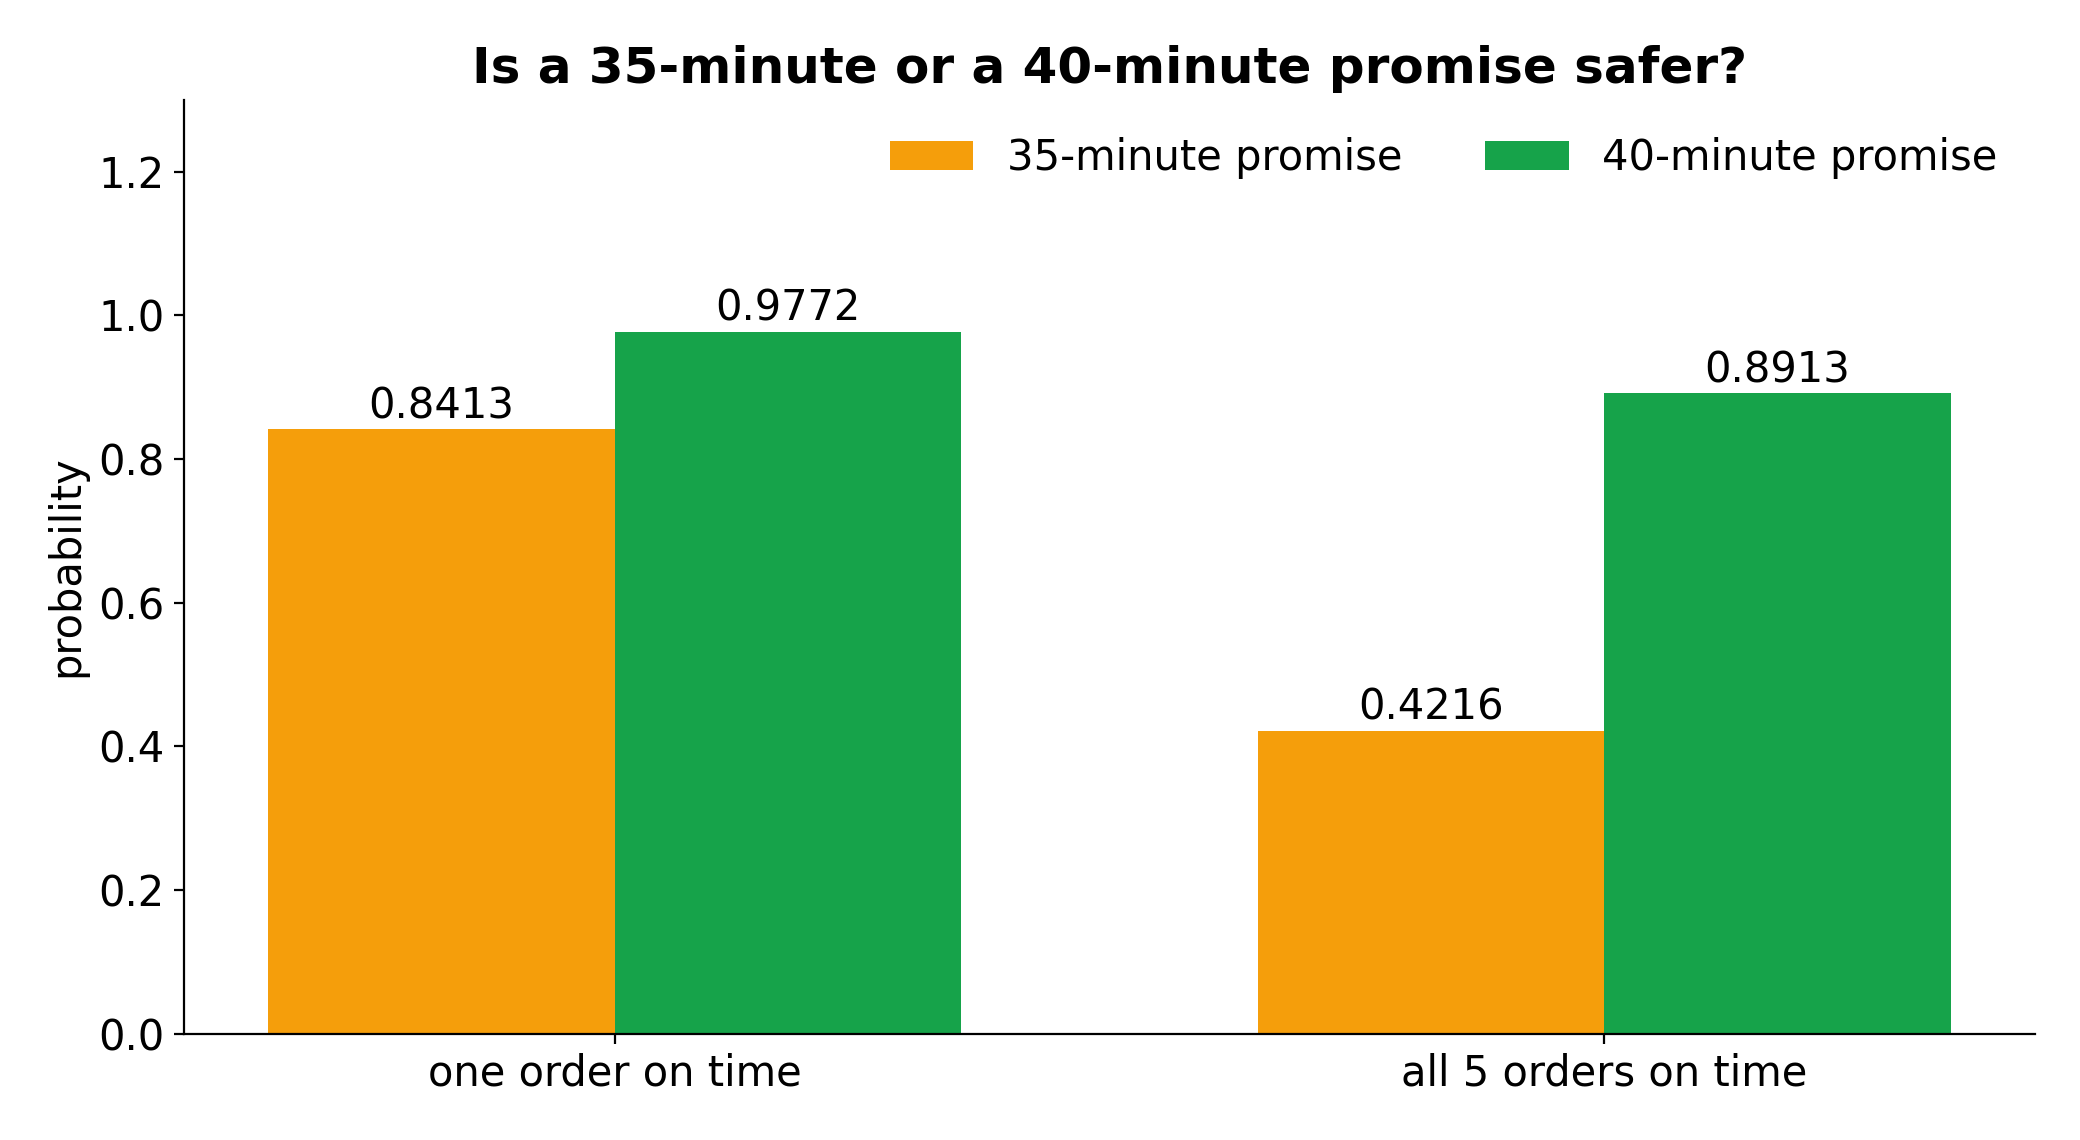 Is a 35-minute or a 40-minute promise safer?
35-minute promise
40-minute promise
probability
1.2
1.0
0.8
0.6
0.4
0.2
0.0
0.8413
0.9772
0.4216
0.8913
one order on time
all 5 orders on time